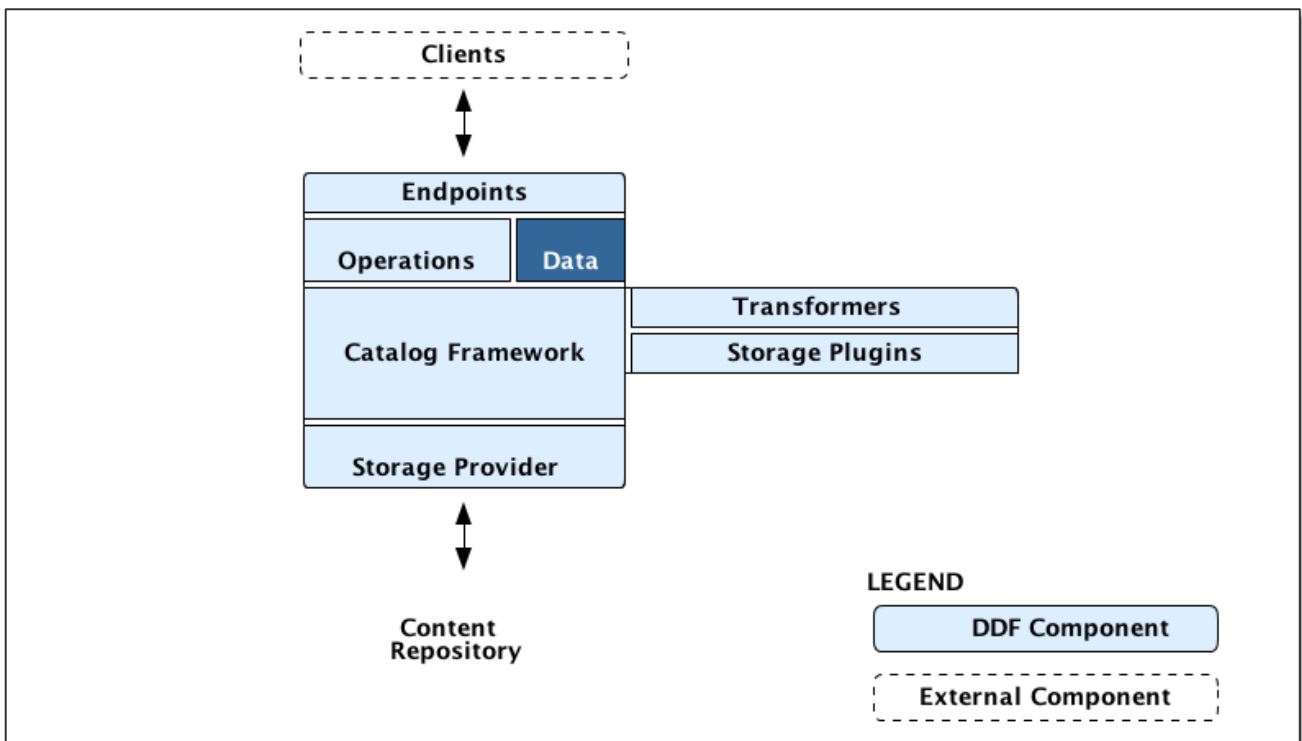 Clients
Endpoints
Operations
Data
Transformers
Catalog Framework
Storage Plugins
Storage Provider
Content
Repository
LEGEND
DDF Component
External Component